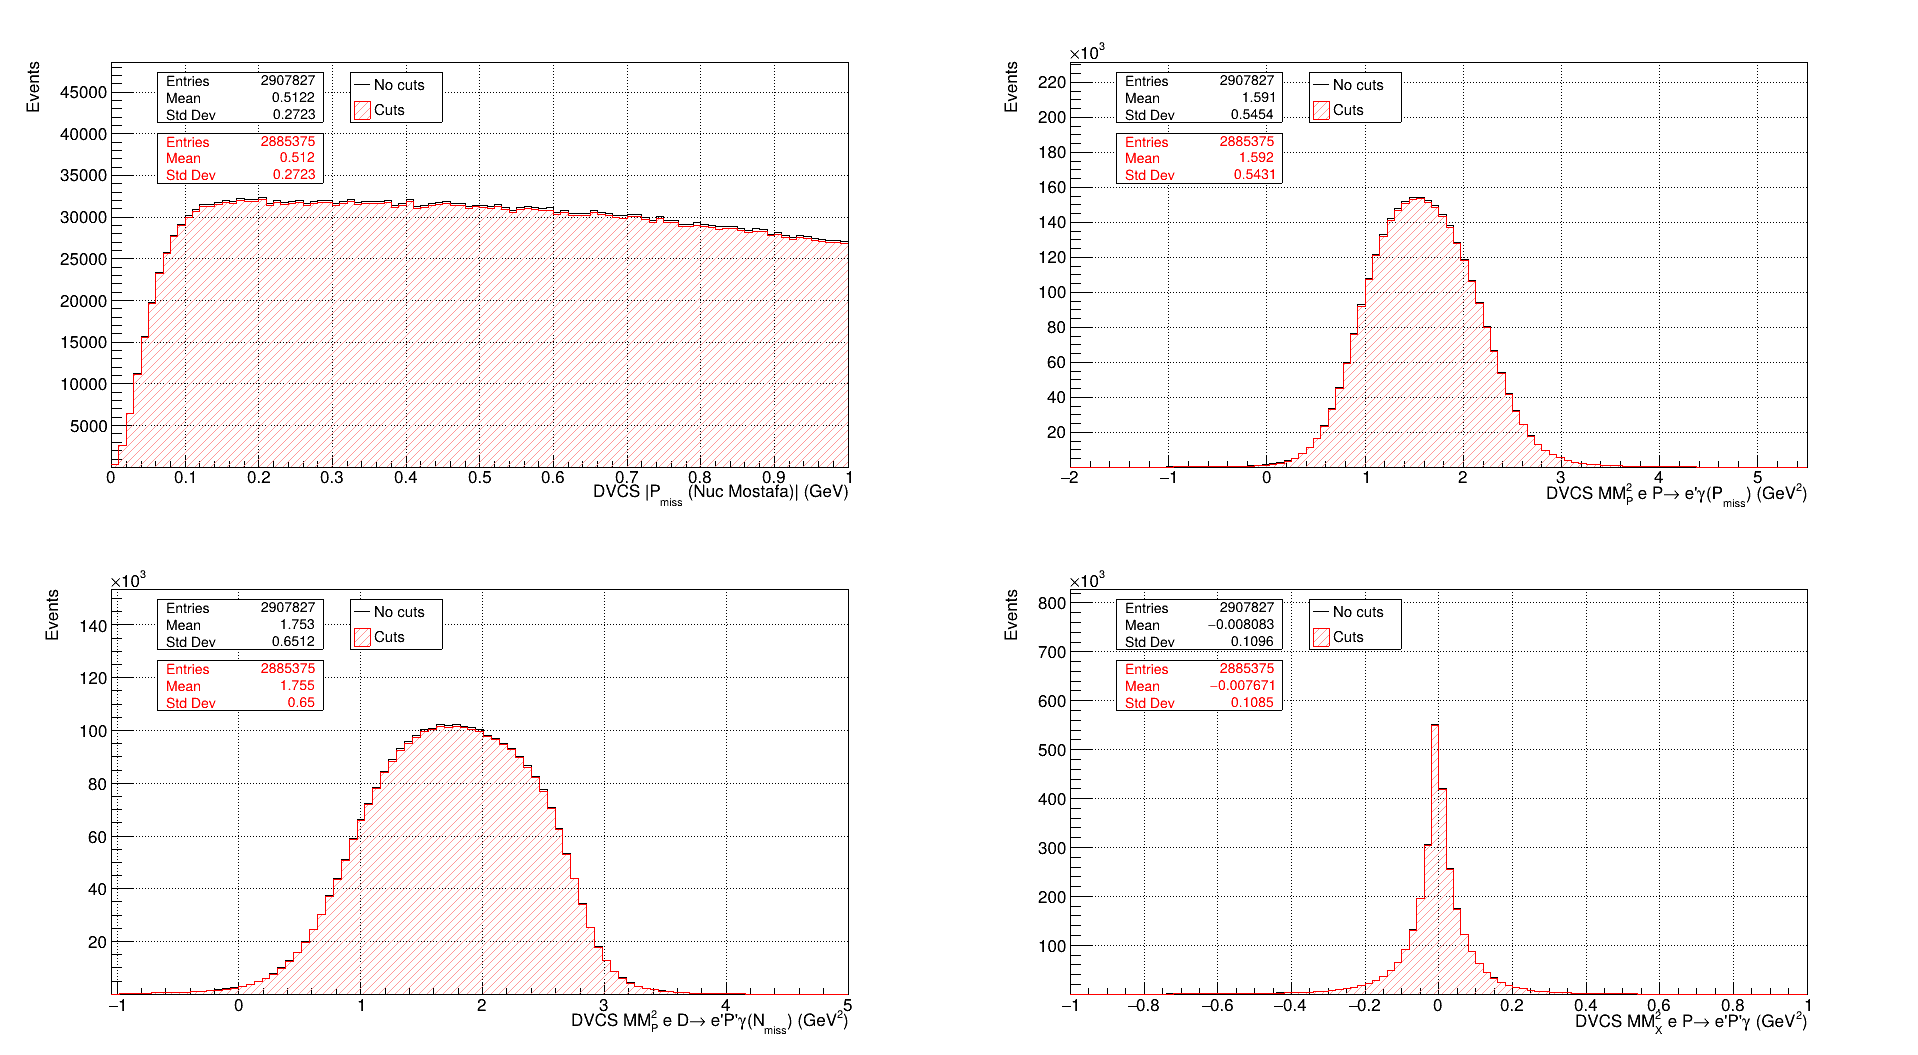 Events
Entries 2907827
Mean 0.5122
Std Dev 0.2723
Entries 2885375
Mean 0.512
Std Dev 0.2723
No cuts
Cuts
45000
40000
35000
30000
25000
20000
15000
10000
5000
0 0.1 0.2 0.3 0.4 0.5 0.6 0.7 0.8 0.9 1
DVCS |P_miss (Nuc Mostafa)| (GeV)
×10³
Events
Entries 2907827
Mean 1.591
Std Dev 0.5454
Entries 2885375
Mean 1.592
Std Dev 0.5431
No cuts
Cuts
220
200
180
160
140
120
100
80
60
40
20
−2 −1 0 1 2 3 4 5
DVCS MM²_P e P→ e'γ(P_miss) (GeV²)
×10³
Events
Entries 2907827
Mean 1.753
Std Dev 0.6512
Entries 2885375
Mean 1.755
Std Dev 0.65
No cuts
Cuts
140
120
100
80
60
40
20
−1 0 1 2 3 4 5
DVCS MM²_P e D→ e'P'γ(N_miss) (GeV²)
×10³
Events
Entries 2907827
Mean −0.008083
Std Dev 0.1096
Entries 2885375
Mean −0.007671
Std Dev 0.1085
No cuts
Cuts
800
700
600
500
400
300
200
100
−1 −0.8 −0.6 −0.4 −0.2 0 0.2 0.4 0.6 0.8 1
DVCS MM²_X e P→ e'P'γ (GeV²)